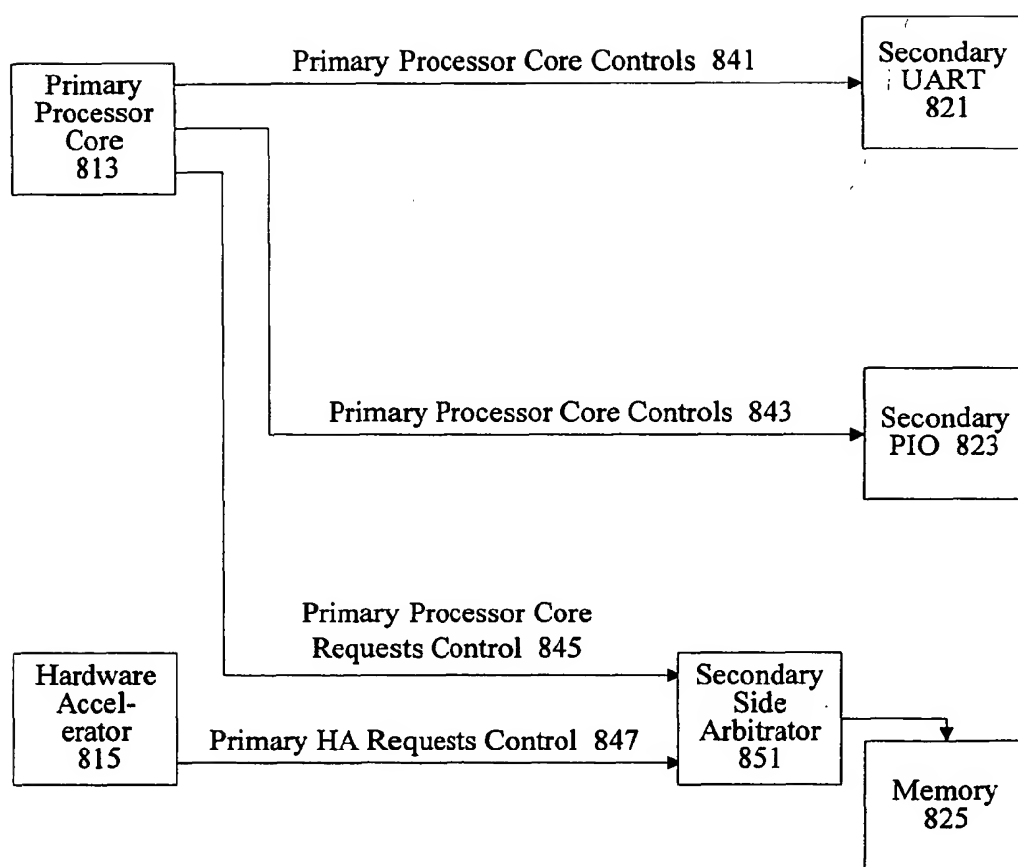 Primary Processor Core Controls 841
Secondary
UART
821
Primary
Processor
Core
813
Primary Processor Core Controls 843
Secondary
PIO 823
Primary Processor Core
Requests Control 845
Hardware
Accel-
erator
815
Primary HA Requests Control 847
Secondary
Side
Arbitrator
851
Memory
825